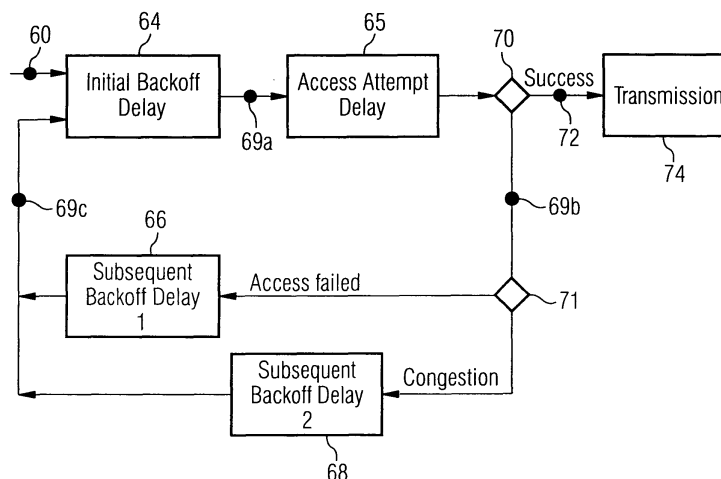 60
64
65
70
Initial Backoff
Delay
Access Attempt
Delay
Success
Transmission
69a
72
74
69c
69b
66
Subsequent
Backoff Delay
1
Access failed
71
Subsequent
Backoff Delay
2
Congestion
68